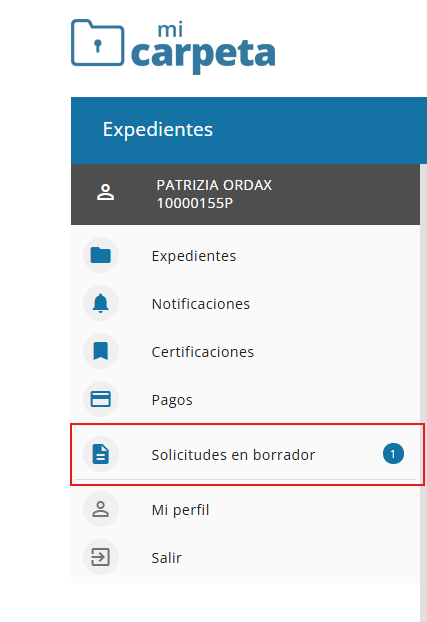 mi
carpeta
Expedientes
PATRIZIA ORDAX
10000155P
Expedientes
Notificaciones
Certificaciones
Pagos
Solicitudes en borrador 1
Mi perfil
Salir